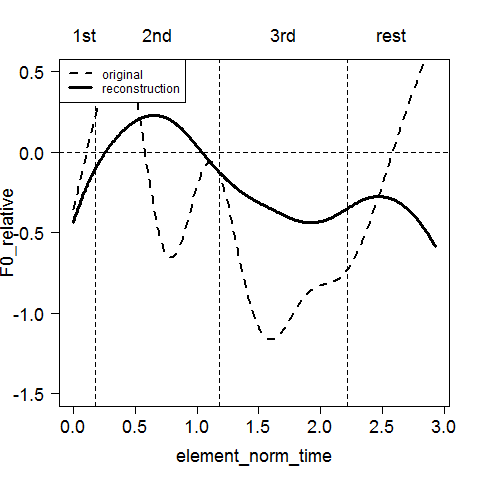 1st 2nd 3rd rest
original
reconstruction
0.5
0.0
-0.5
-1.0
-1.5
F0_relative
0.0 0.5 1.0 1.5 2.0 2.5 3.0
element_norm_time